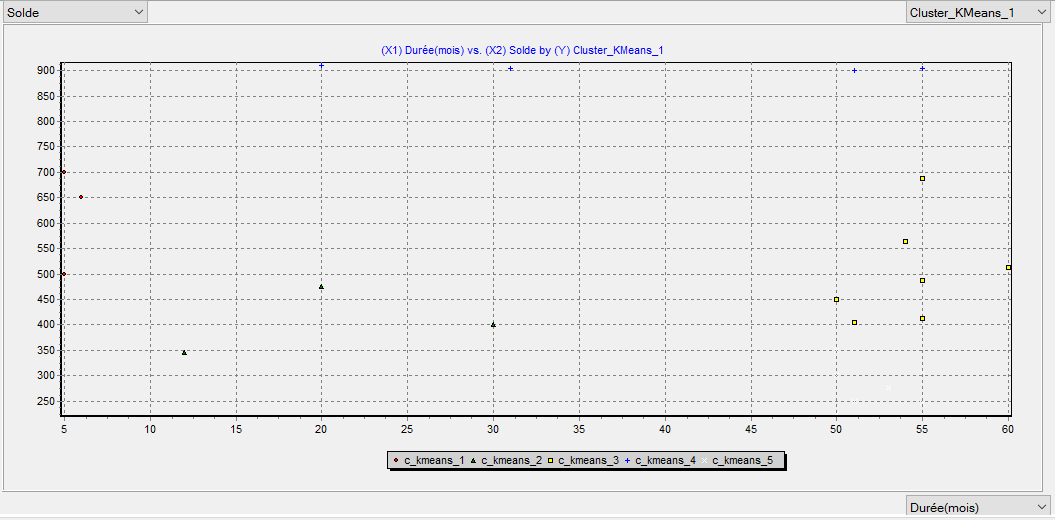 Solde
Cluster_KMeans_1
(X1) Durée(mois) vs. (X2) Solde by (Y) Cluster_KMeans_1
900
850
800
750
700
650
600
550
500
450
400
350
300
250
5 10 15 20 25 30 35 40 45 50 55 60
c_kmeans_1 c_kmeans_2 c_kmeans_3 c_kmeans_4 c_kmeans_5
Durée(mois)